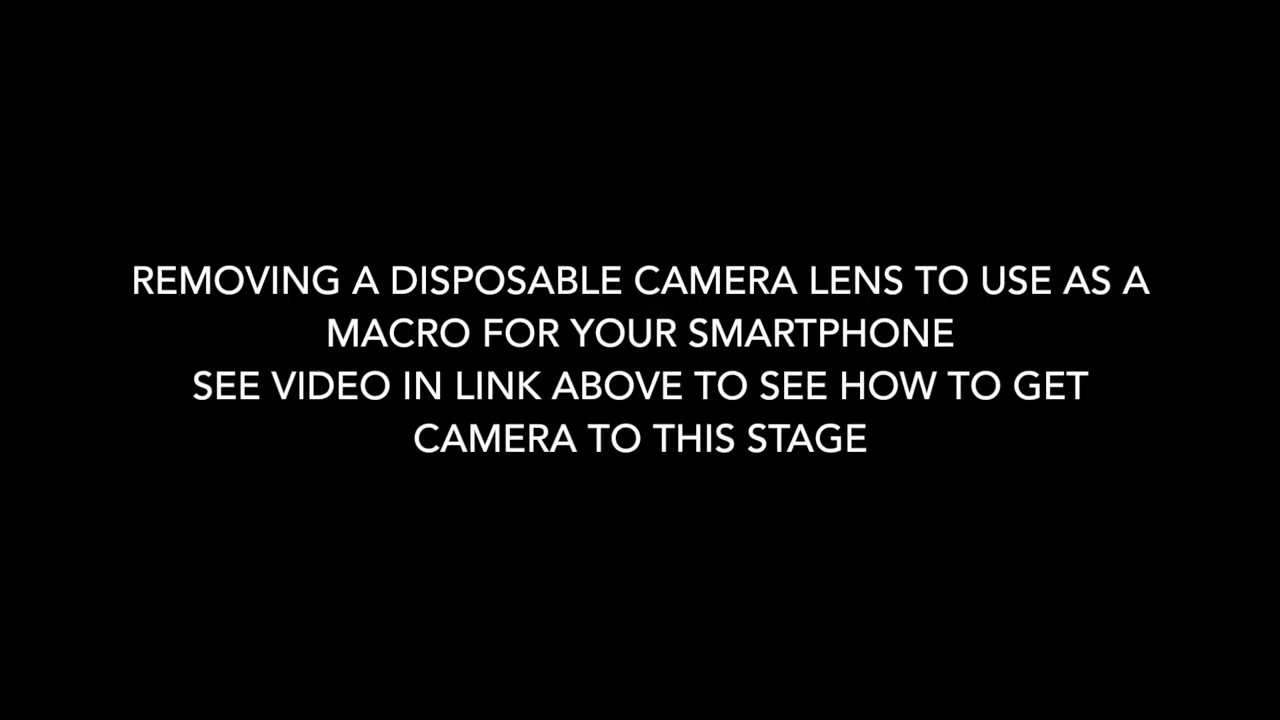 REMOVING A DISPOSABLE CAMERA LENS TO USE AS A
MACRO FOR YOUR SMARTPHONE
SEE VIDEO IN LINK ABOVE TO SEE HOW TO GET
CAMERA TO THIS STAGE